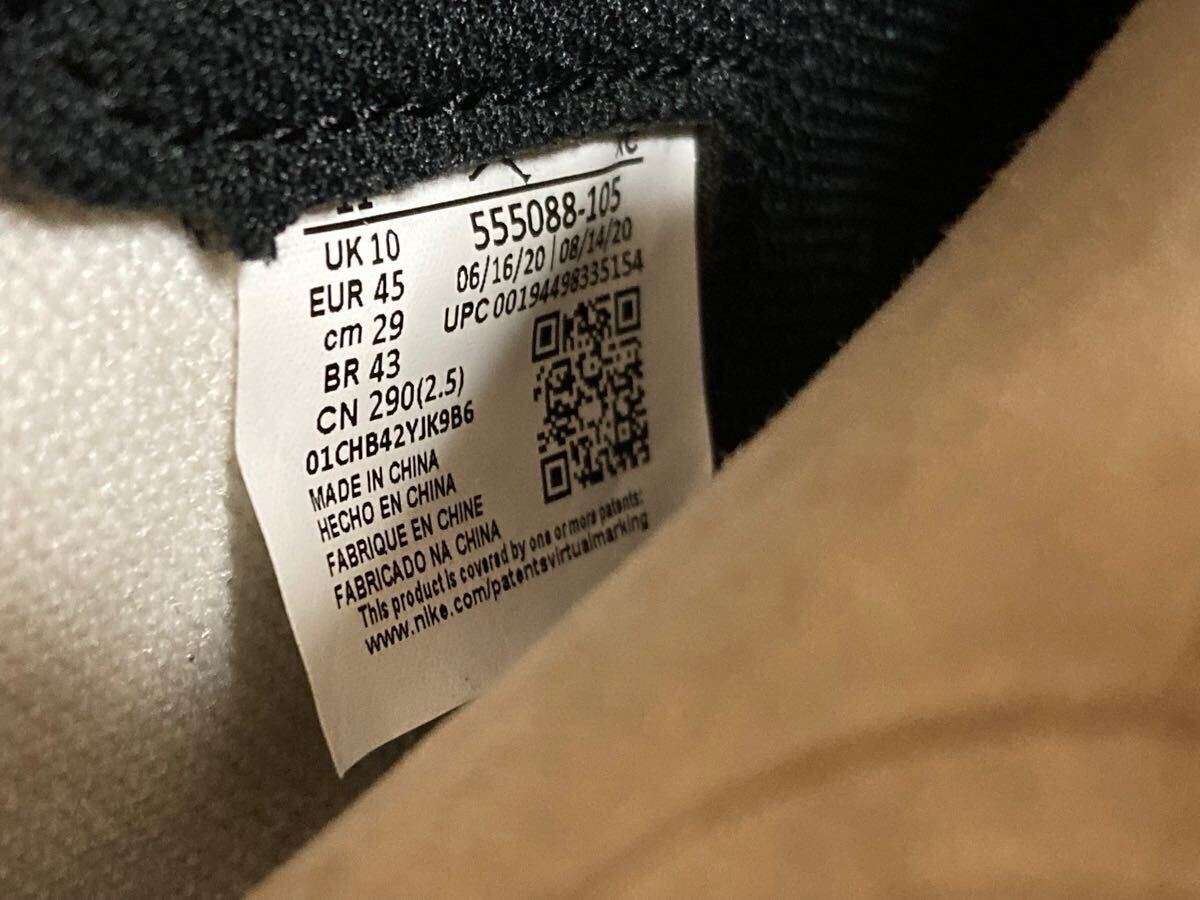 XC
555088-105
UK 10
06/16/20 | 08/14/20
EUR 45
UPC 00194498335154
cm 29
BR 43
CN 290(2.5)
01CHB42YJK9B6
MADE IN CHINA
HECHO EN CHINA
FABRIQUE EN CHINE
FABRICADO NA CHINA
This product is covered by one or more patents:
www.nike.com/patentsvirtualmarking